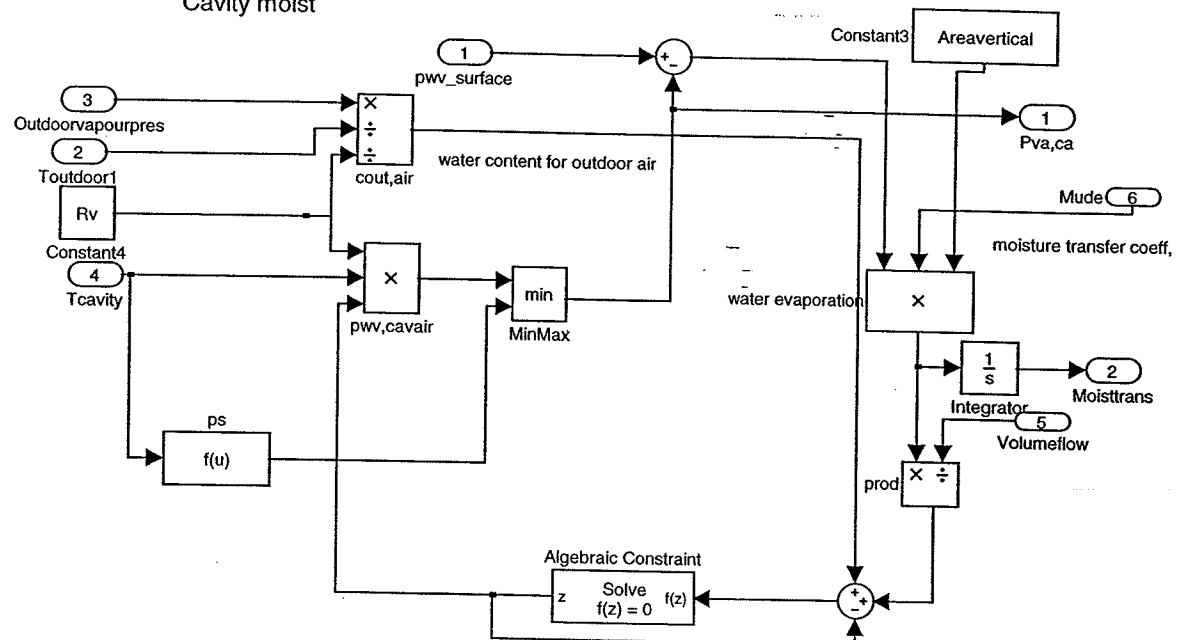 Cavity moist
Constant3
Areavertical
1
pwv_surface
+
−
3
Outdoorvapourpres
×
÷
÷
cout,air
1
Pva,ca
2
Toutdoor1
water content for outdoor air
Rv
Constant4
Mude
6
moisture transfer coeff,
4
Tcavity
×
pwv,cavair
min
MinMax
water evaporation
×
1
s
Integrator
2
Moisttrans
ps
f(u)
5
Volumeflow
prod
× ÷
Algebraic Constraint
z
Solve
f(z) = 0
f(z)
+
+
−